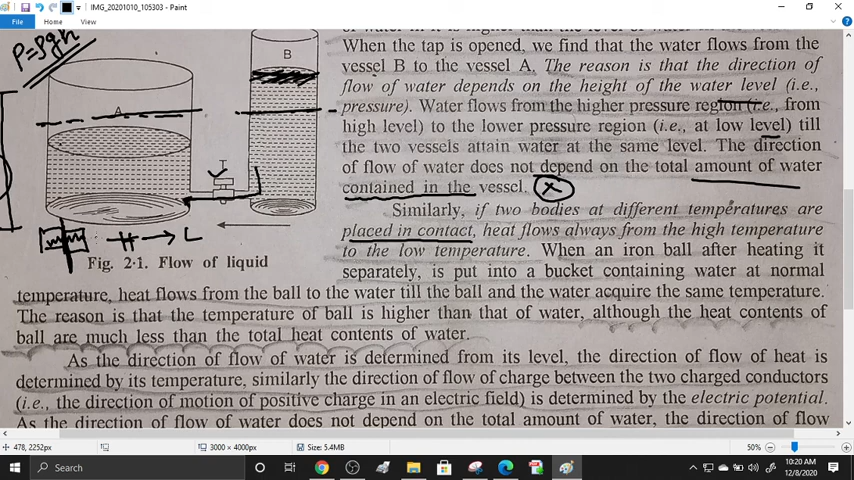 IMG_20201010_105303 - Paint
File Home View
P=ρgh
A
B
T
H → L
Fig. 2·1. Flow of liquid
of water in it is higher than the level of water
When the tap is opened, we find that the water flows from the
vessel B to the vessel A. The reason is that the direction of
flow of water depends on the height of the water level (i.e.,
pressure). Water flows from the higher pressure region (i.e., from
high level) to the lower pressure region (i.e., at low level) till
the two vessels attain water at the same level. The direction
of flow of water does not depend on the total amount of water
contained in the vessel.
Similarly, if two bodies at different temperatures are
placed in contact, heat flows always from the high temperature
to the low temperature. When an iron ball after heating it
separately, is put into a bucket containing water at normal
temperature, heat flows from the ball to the water till the ball and the water acquire the same temperature.
The reason is that the temperature of ball is higher than that of water, although the heat contents of
ball are much less than the total heat contents of water.
As the direction of flow of water is determined from its level, the direction of flow of heat is
determined by its temperature, similarly the direction of flow of charge between the two charged conductors
(i.e., the direction of motion of positive charge in an electric field) is determined by the electric potential.
As the direction of flow of water does not depend on the total amount of water, the direction of flow
478, 2252px 3000 × 4000px Size: 5.4MB 50%
Search
10:20 AM
12/8/2020